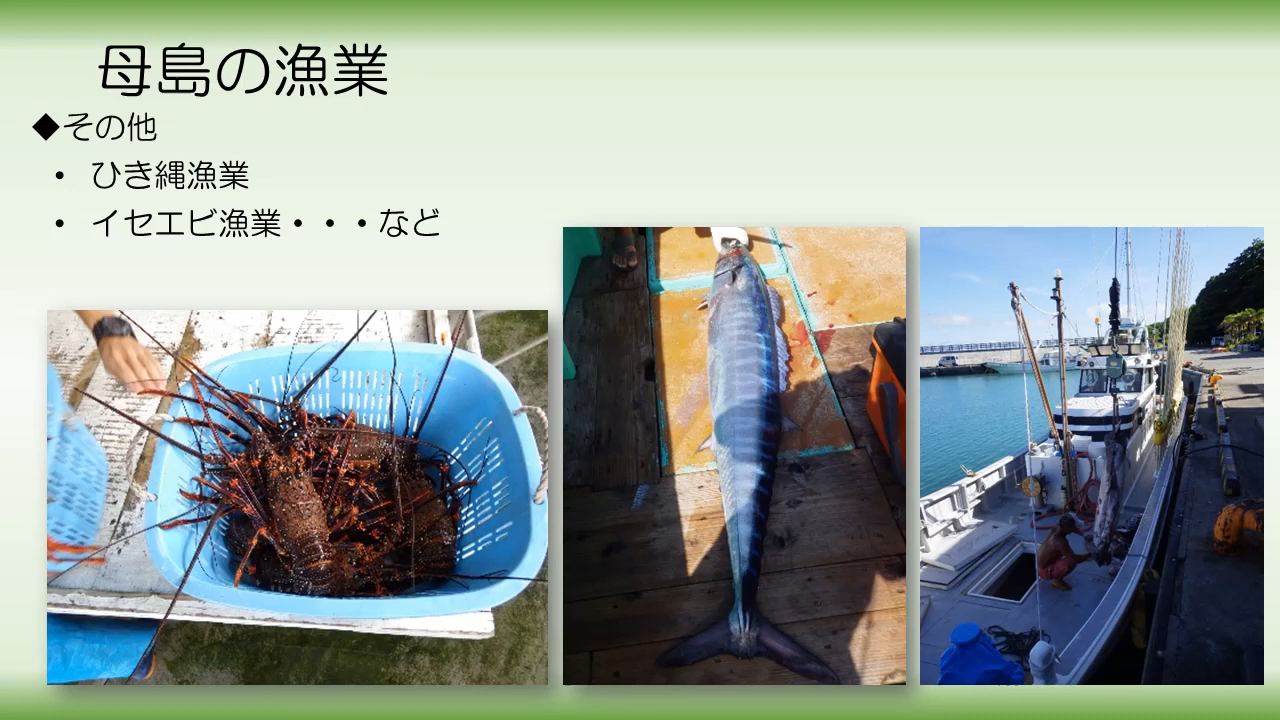 母島の漁業
◆その他
• ひき縄漁業
• イセエビ漁業・・・など